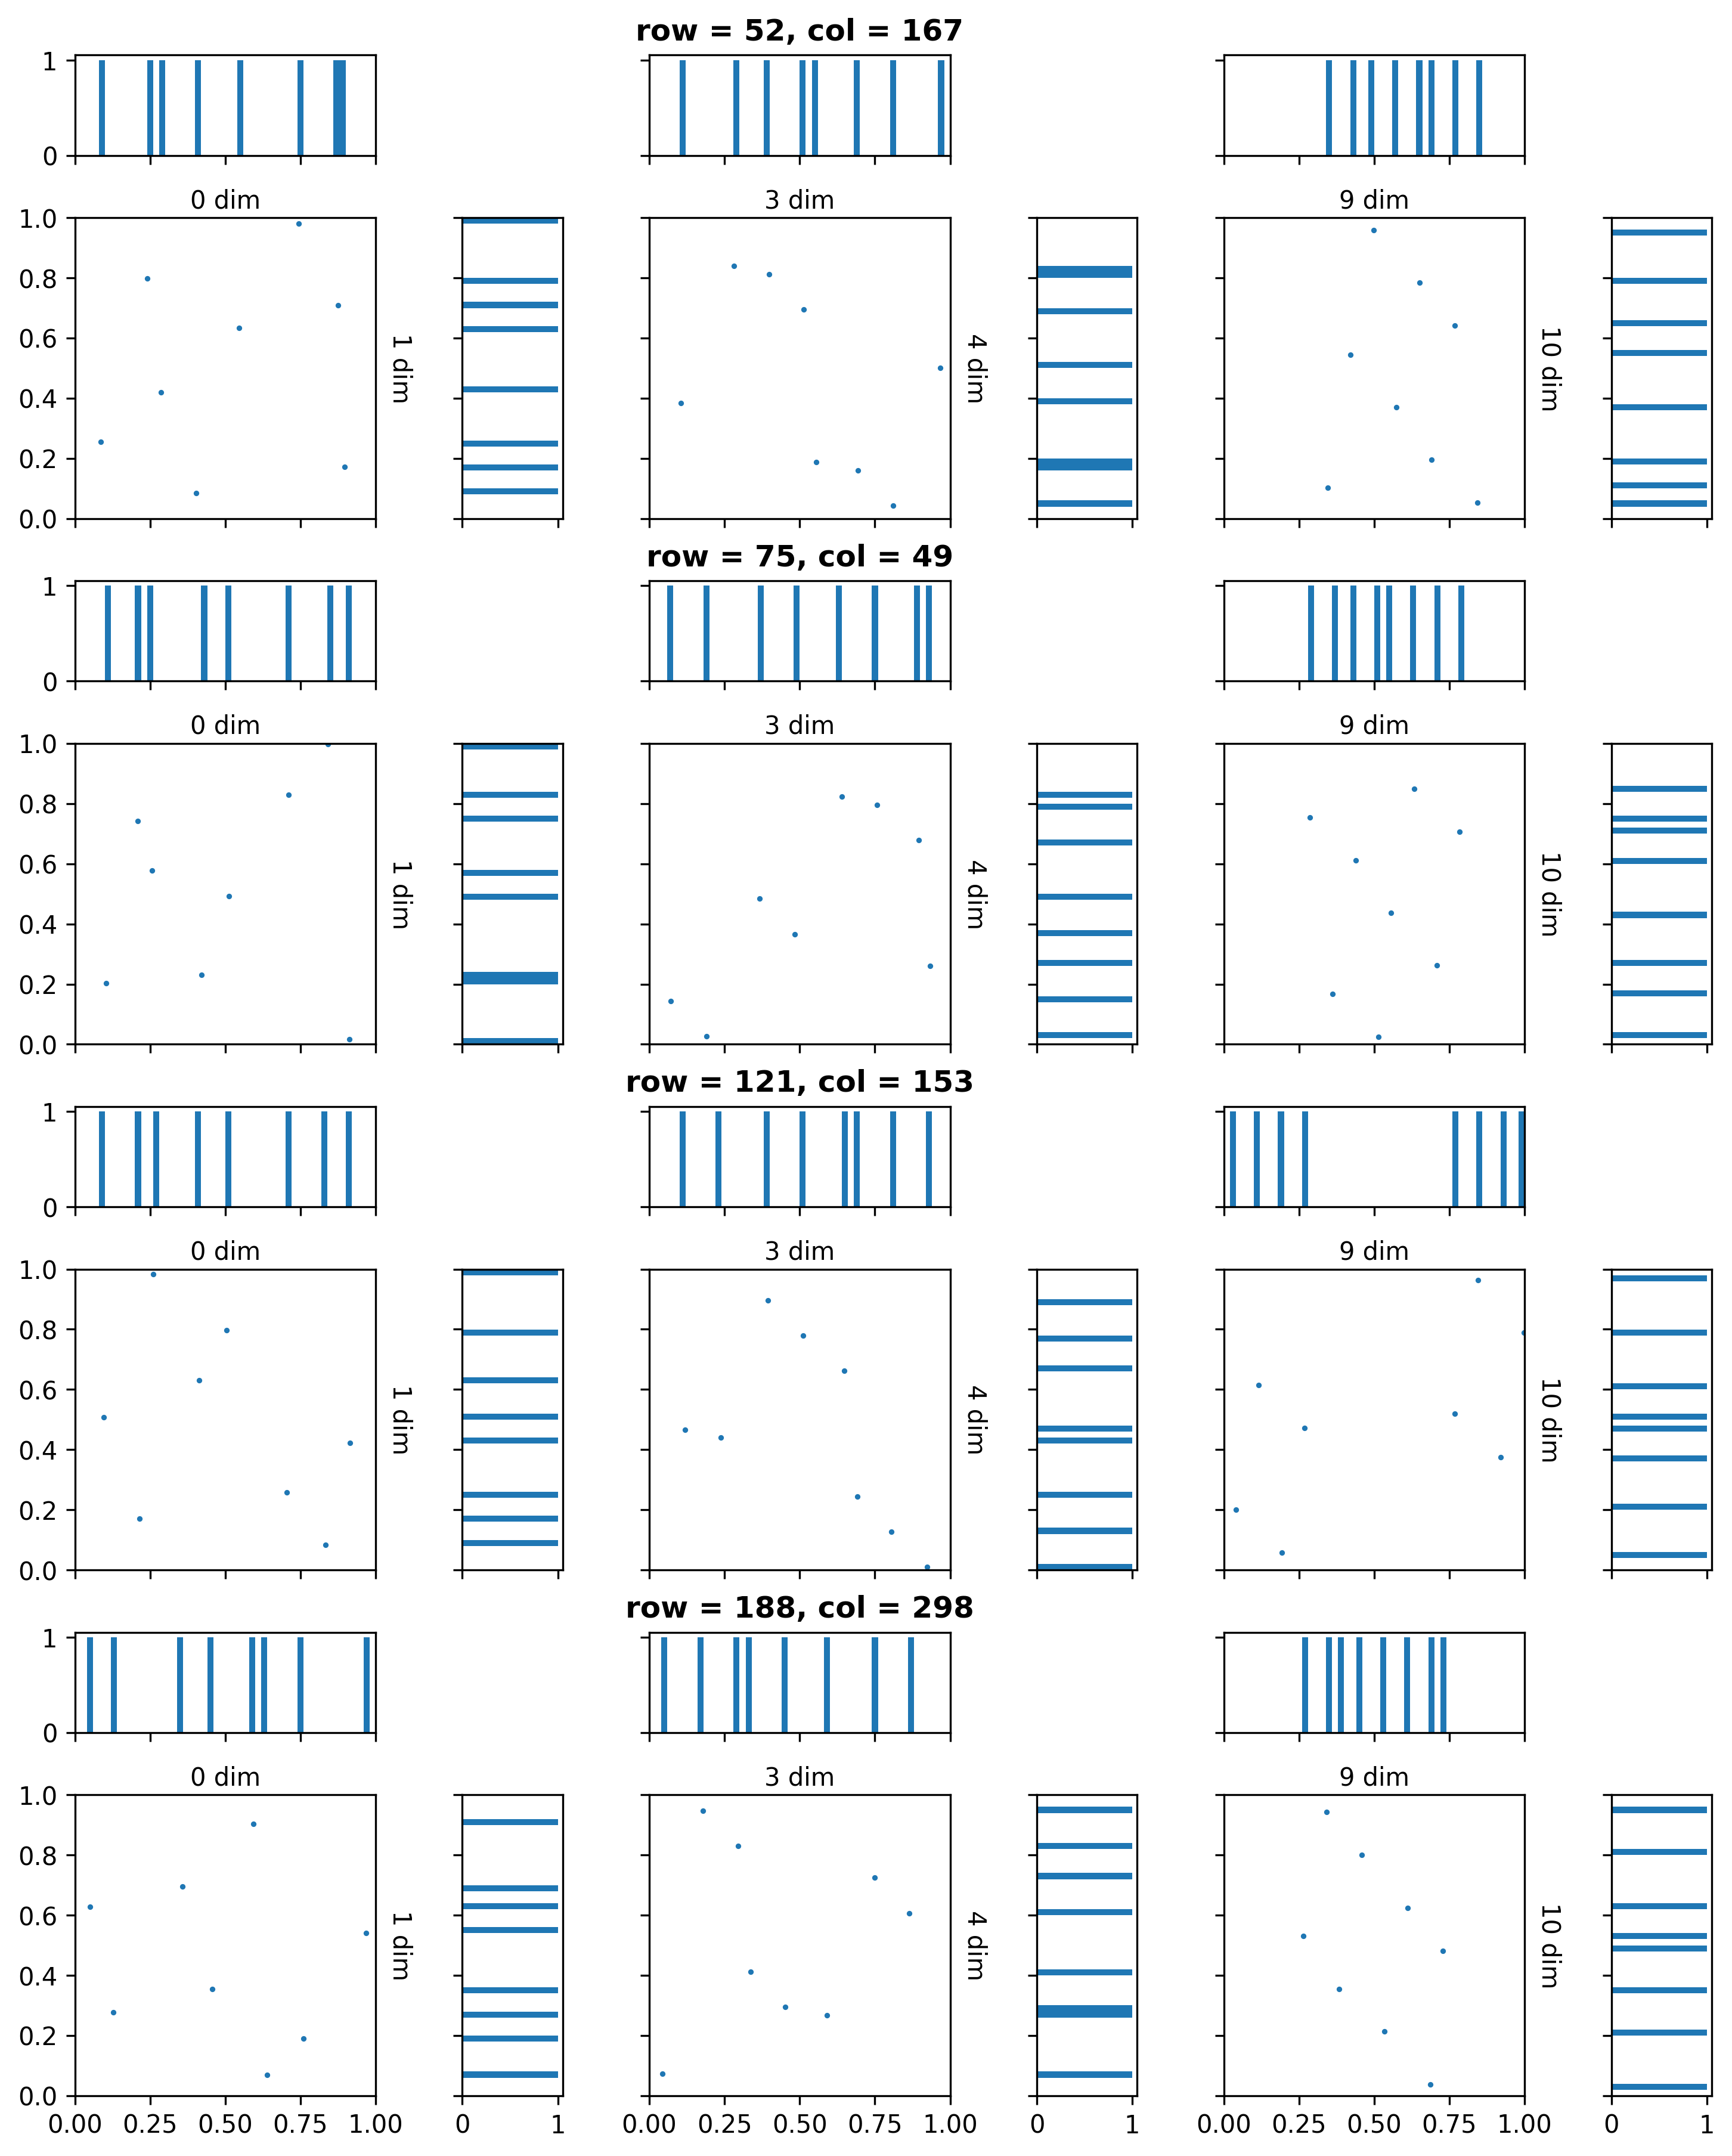 row = 52, col = 167
1
0
0 dim
3 dim
9 dim
1.0
0.8
0.6
0.4
0.2
0.0
1 dim
4 dim
10 dim
row = 75, col = 49
1
0
0 dim
3 dim
9 dim
1.0
0.8
0.6
0.4
0.2
0.0
1 dim
4 dim
10 dim
row = 121, col = 153
1
0
0 dim
3 dim
9 dim
1.0
0.8
0.6
0.4
0.2
0.0
1 dim
4 dim
10 dim
row = 188, col = 298
1
0
0 dim
3 dim
9 dim
1.0
0.8
0.6
0.4
0.2
0.0
1 dim
4 dim
10 dim
0.00 0.25 0.50 0.75 1.00 0 1 0.00 0.25 0.50 0.75 1.00 0 1 0.00 0.25 0.50 0.75 1.00 0 1